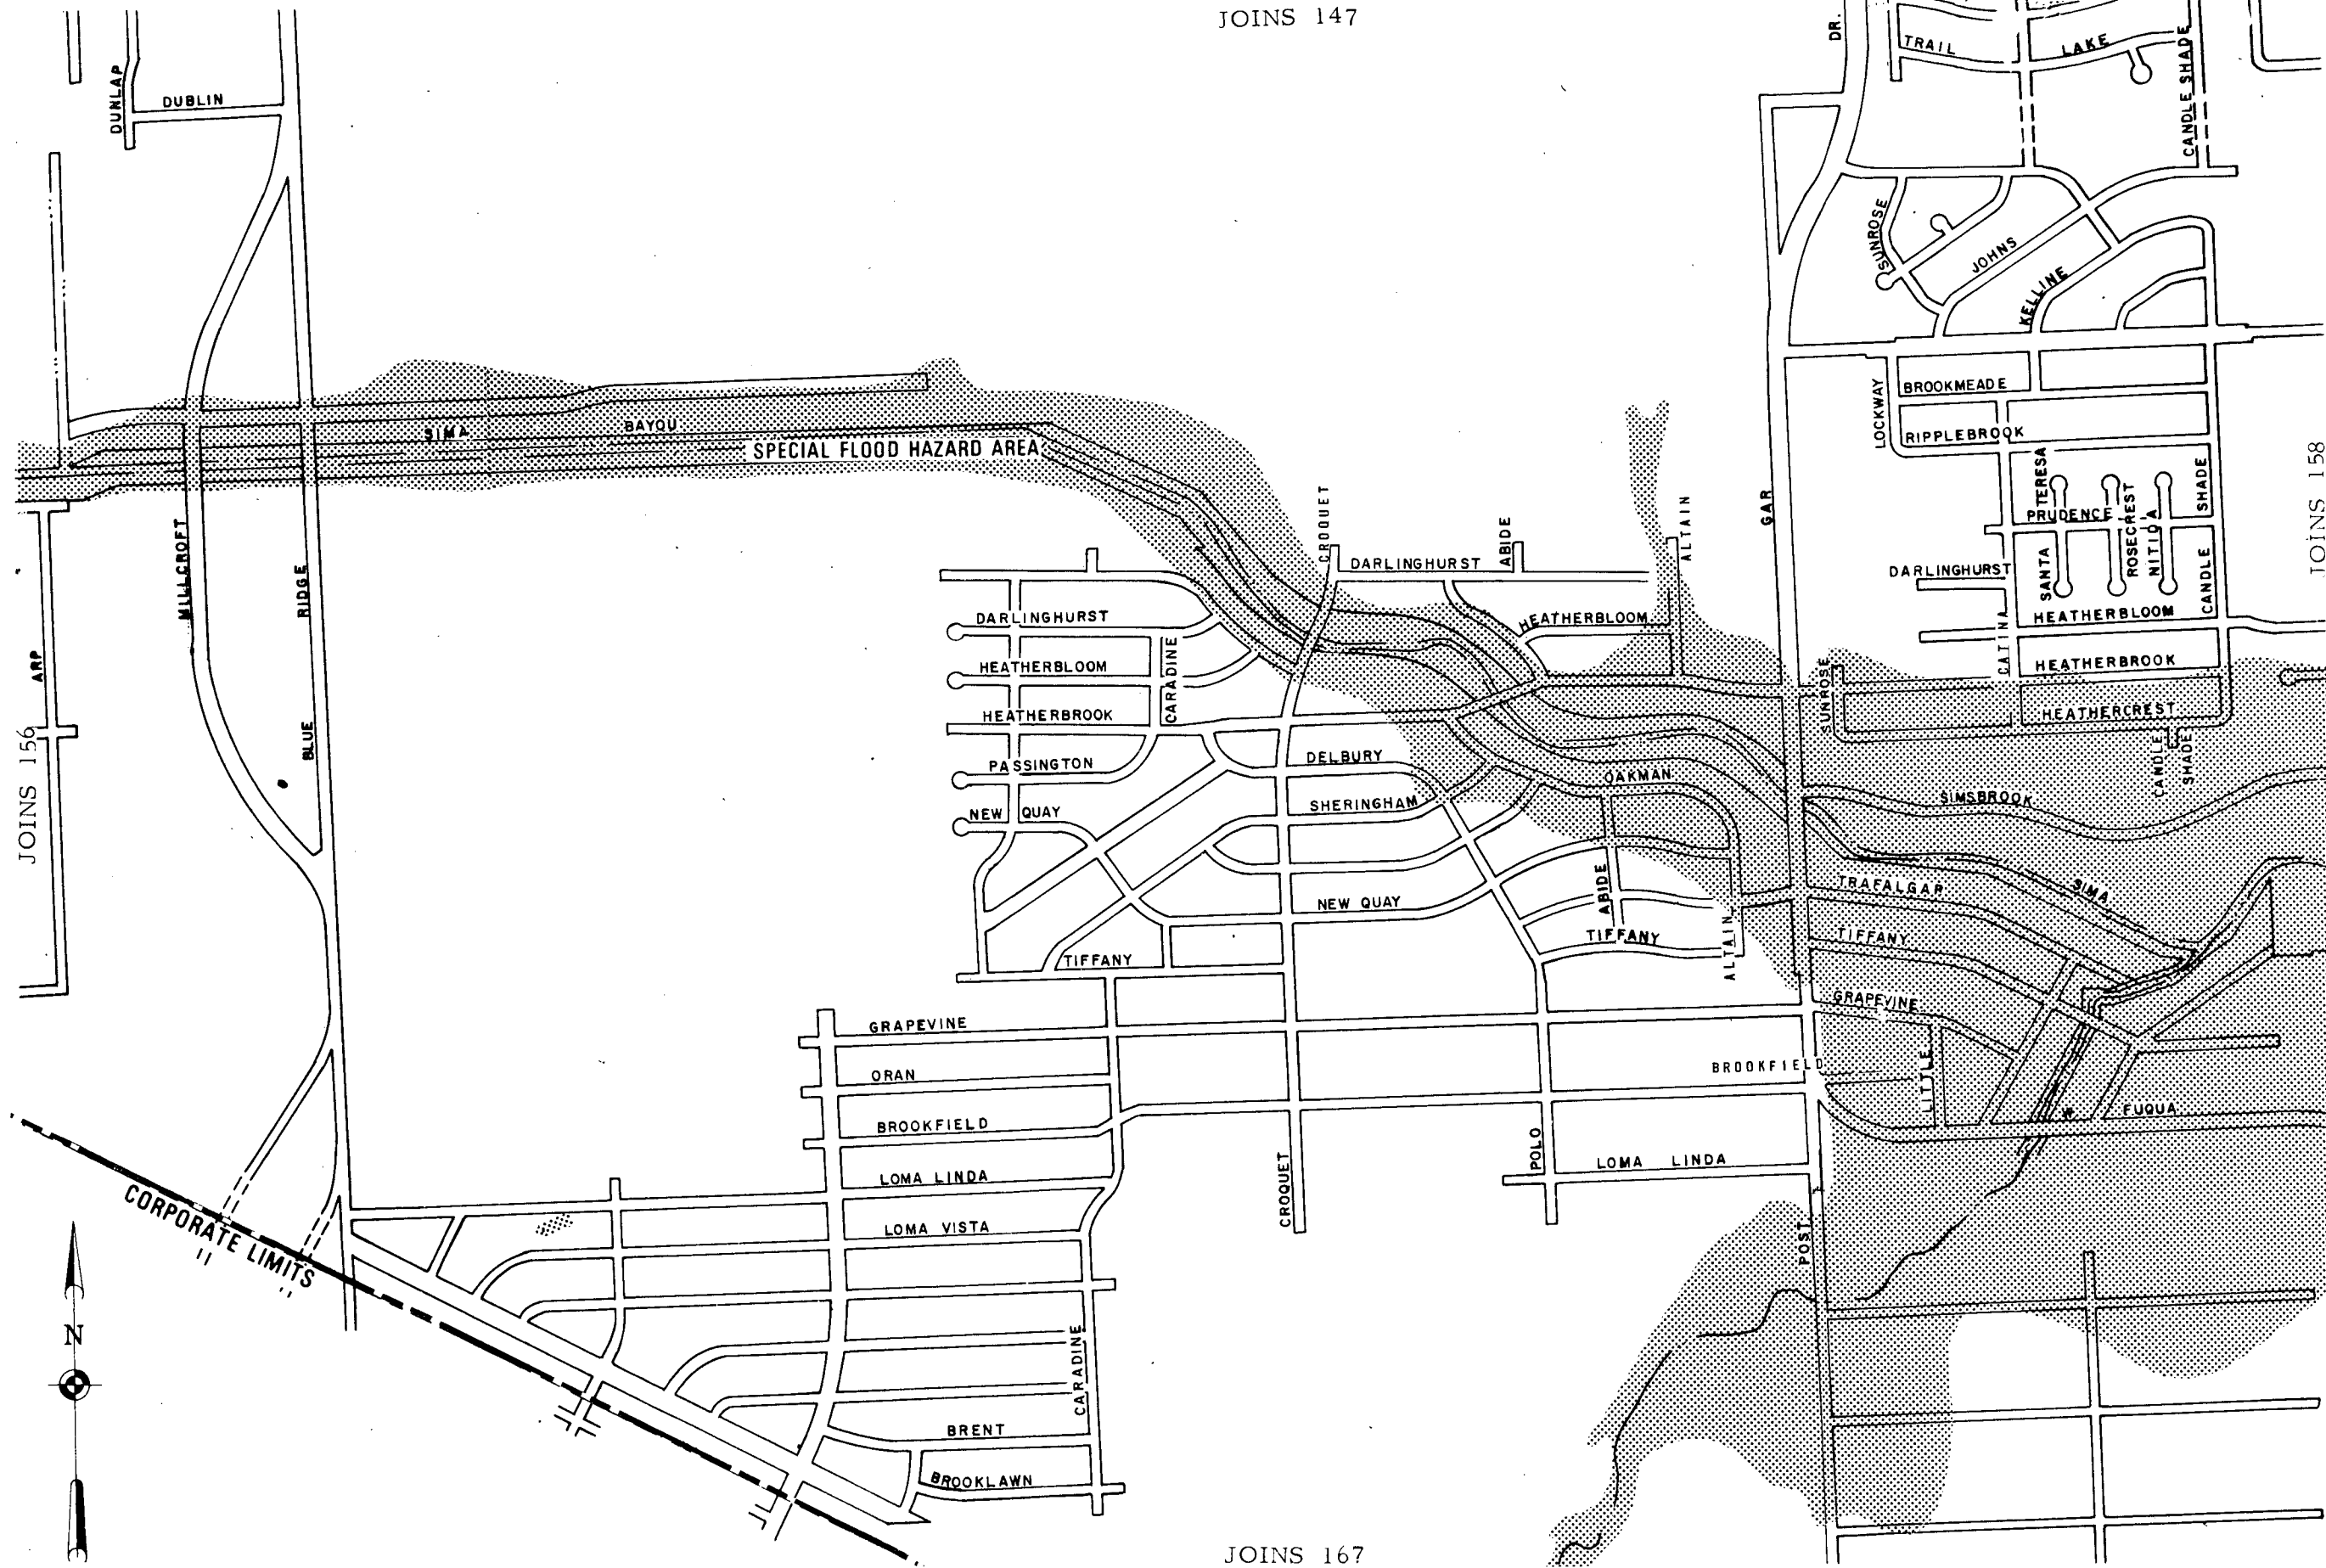 JOINS 147
DR.
TRAIL
LAKE
CANDLE SHADE
DUNLAP
DUBLIN
SUNROSE
JOHNS
KELLINE
LOCKWAY
BROOKMEADE
RIPPLEBROOK
SIMA
BAYOU
SPECIAL FLOOD HAZARD AREA
JOINS 158
TERESA
SANTA
PRUDENCE
ROSECREST
NITIDA
CANDLE SHADE
MILLCROFT
BLUE RIDGE
CROQUET
ABIDE
ALTAIN
GAR
DARLINGHURST
DARLINGHURST
DARLINGHURST
HEATHERBLOOM
HEATHERBLOOM
HEATHERBLOOM
CARADINE
CATINA
ARP
HEATHERBROOK
HEATHERBROOK
SUNROSE
HEATHERCREST
JOINS 156
PASSINGTON
DELBURY
OAKMAN
CANDLE
SHADE
NEW QUAY
SHERINGHAM
SIMSBROOK
NEW QUAY
ABIDE
TRAFALGAR
SIMA
TIFFANY
TIFFANY
TIFFANY
ALTAIN
GRAPEVINE
GRAPEVINE
ORAN
BROOKFIELD
LITTLE
BROOKFIELD
W. FUQUA
LOMA LINDA
CROQUET
POLO
LOMA LINDA
CORPORATE LIMITS
LOMA VISTA
POST
N
CARADINE
BRENT
BROOKLAWN
JOINS 167